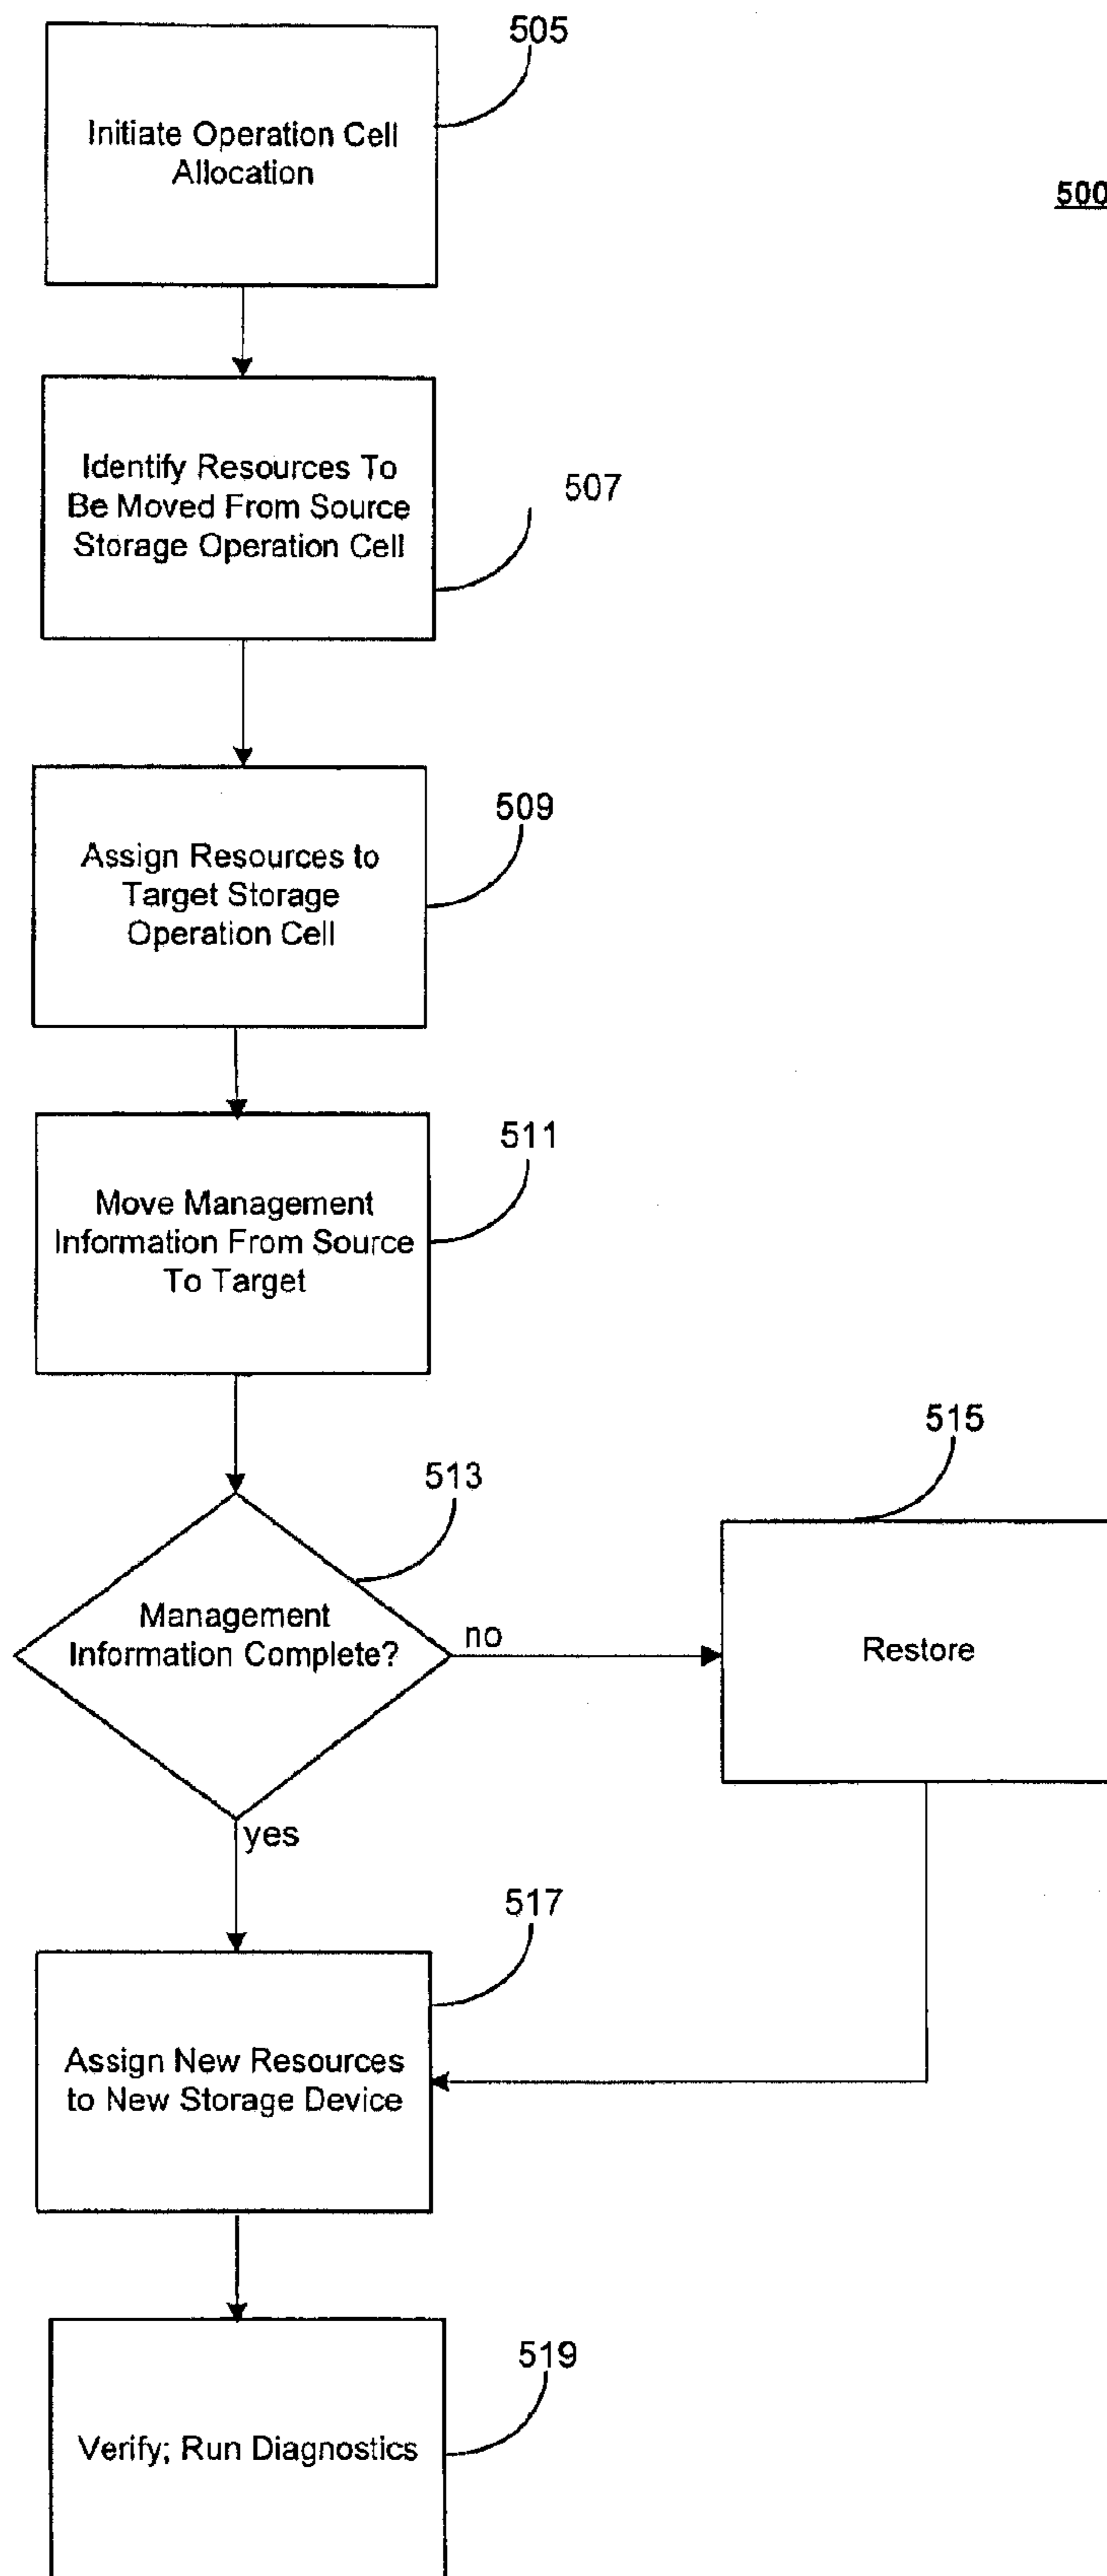 505
Initiate Operation Cell
Allocation
500
Identify Resources To
Be Moved From Source
Storage Operation Cell
507
509
Assign Resources to
Target Storage
Operation Cell
511
Move Management
Information From Source
To Target
515
513
Management
Information Complete?
no
Restore
yes
517
Assign New Resources
to New Storage Device
519
Verify; Run Diagnostics